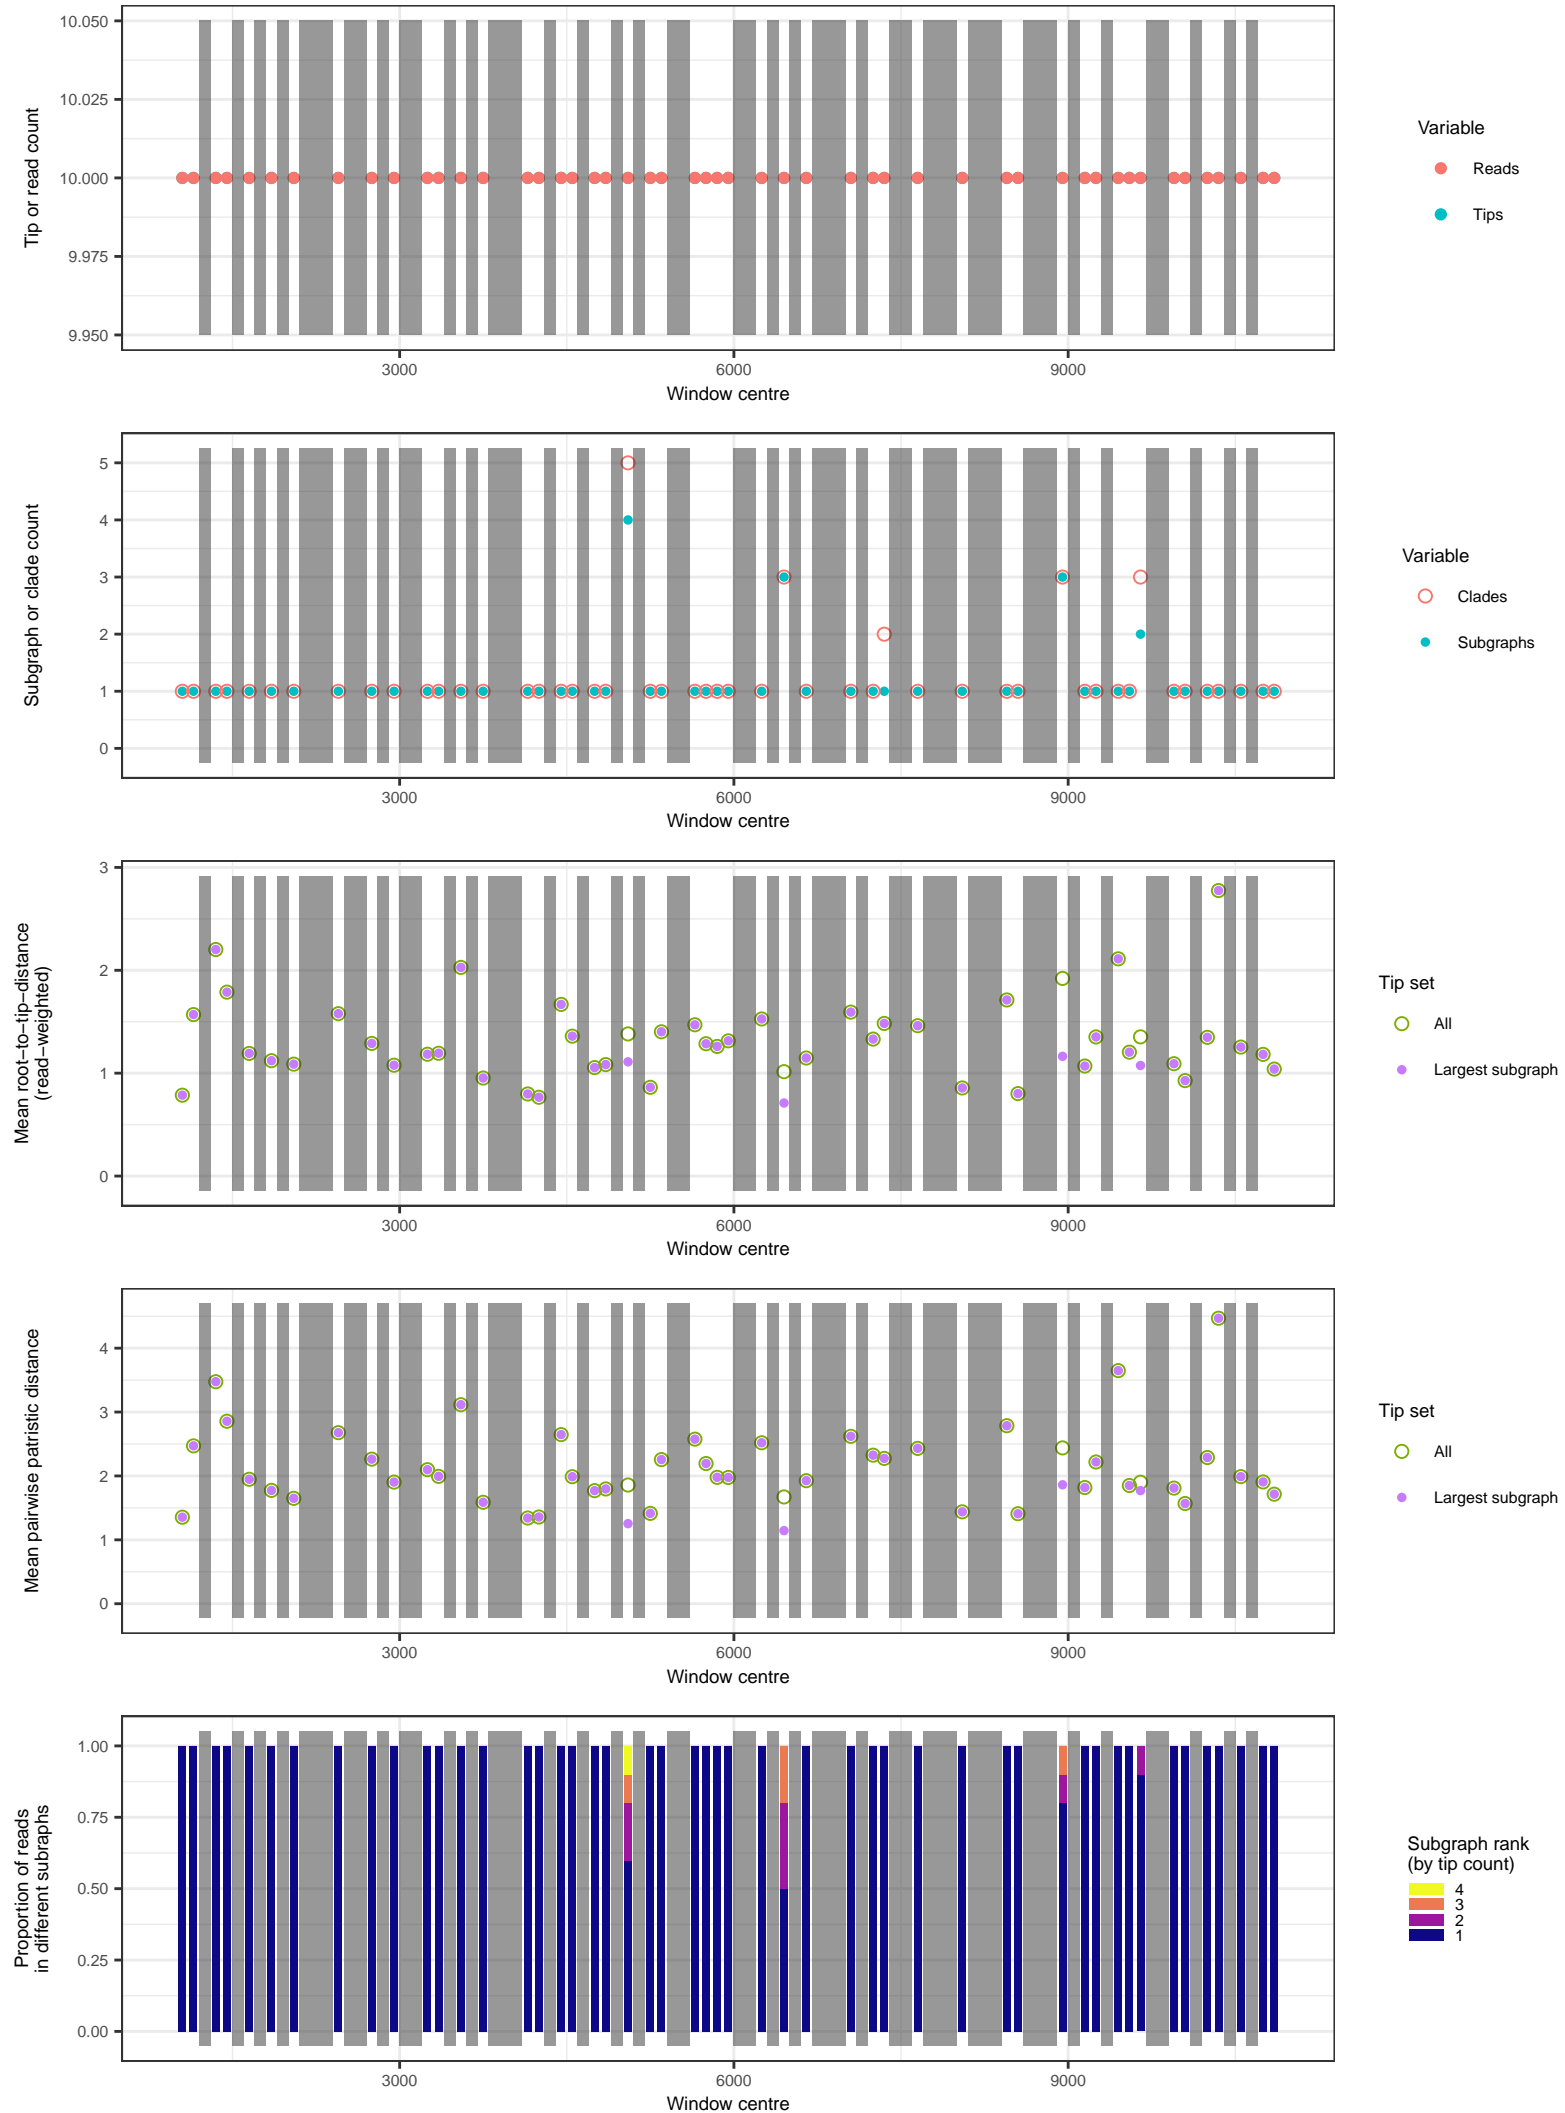 10.050
10.025
10.000
9.975
9.950
Tip or read count
3000
6000
9000
Window centre
Variable
Reads
Tips
5
4
3
2
1
0
Subgraph or clade count
3000
6000
9000
Window centre
Variable
Clades
Subgraphs
3
2
1
0
Mean root−to−tip−distance
(read−weighted)
3000
6000
9000
Window centre
Tip set
All
Largest subgraph
4
3
2
1
0
Mean pairwise patristic distance
3000
6000
9000
Window centre
Tip set
All
Largest subgraph
1.00
0.75
0.50
0.25
0.00
Proportion of reads
in different subraphs
3000
6000
9000
Window centre
Subgraph rank
(by tip count)
4
3
2
1